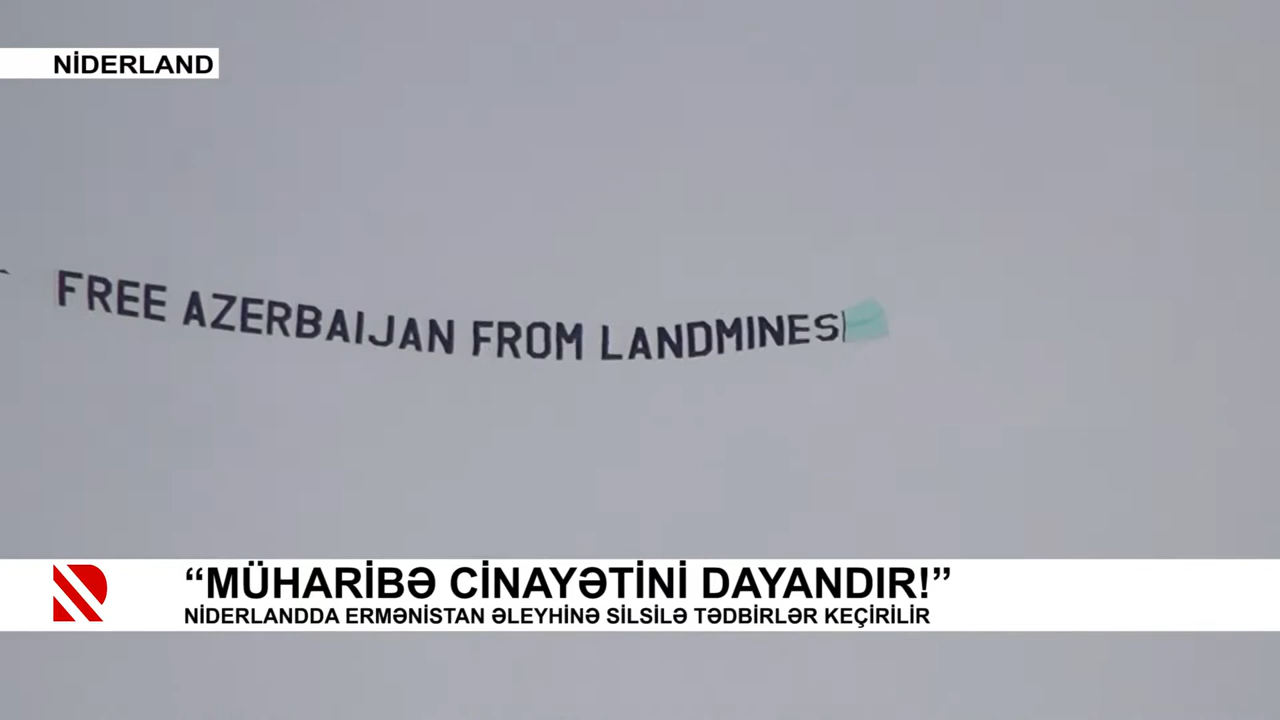 NİDERLAND
FREE AZERBAIJAN FROM LANDMINES
“MÜHARİBƏ CİNAYƏTİNİ DAYANDIR!”
NİDERLANDDA ERMƏNİSTAN ƏLEYHİNƏ SİLSİLƏ TƏDBİRLƏR KEÇİRİLİR